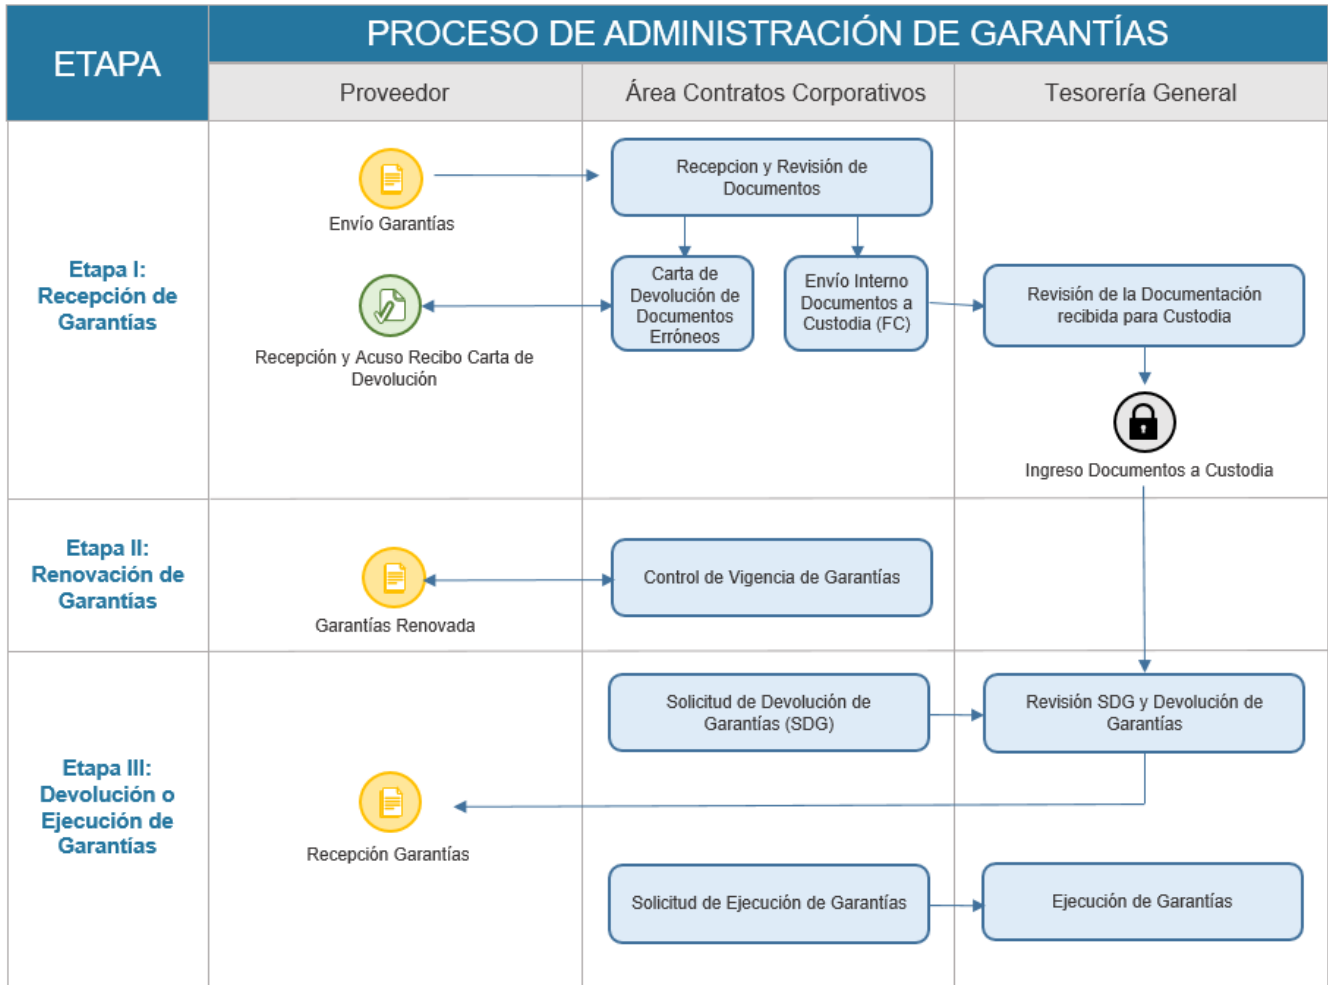 ETAPA
PROCESO DE ADMINISTRACIÓN DE GARANTÍAS
Proveedor
Área Contratos Corporativos
Tesorería General
Etapa I:
Recepción de
Garantías
Envío Garantías
Recepcion y Revisión de
Documentos
Recepción y Acuso Recibo Carta de
Devolución
Carta de
Devolución de
Documentos
Erróneos
Envío Interno
Documentos a
Custodia (FC)
Revisión de la Documentación
recibida para Custodia
Ingreso Documentos a Custodia
Etapa II:
Renovación de
Garantías
Garantías Renovada
Control de Vigencia de Garantías
Etapa III:
Devolución o
Ejecución de
Garantías
Solicitud de Devolución de
Garantías (SDG)
Revisión SDG y Devolución de
Garantías
Recepción Garantías
Solicitud de Ejecución de Garantías
Ejecución de Garantías